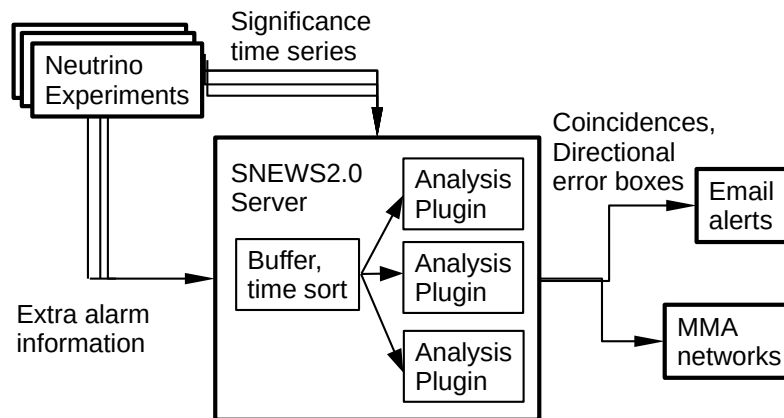 Neutrino
Experiments
Significance
time series
SNEWS2.0
Server
Buffer,
time sort
Analysis
Plugin
Analysis
Plugin
Analysis
Plugin
Extra alarm
information
Coincidences,
Directional
error boxes
Email
alerts
MMA
networks